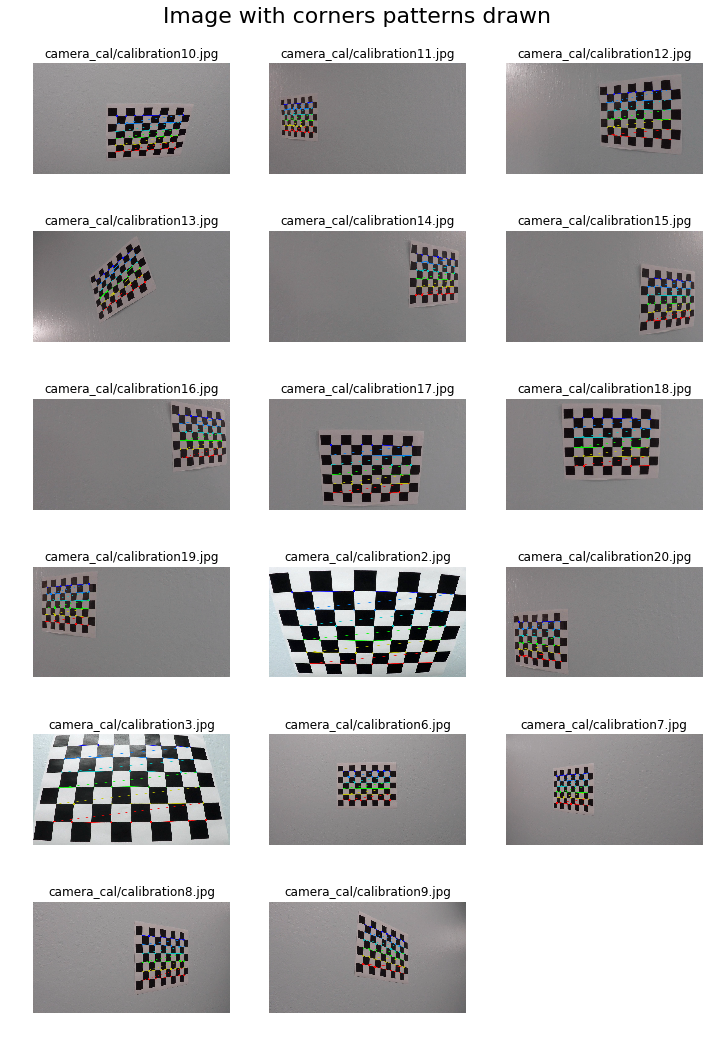 Image with corners patterns drawn
camera_cal/calibration10.jpg
camera_cal/calibration11.jpg
camera_cal/calibration12.jpg
camera_cal/calibration13.jpg
camera_cal/calibration14.jpg
camera_cal/calibration15.jpg
camera_cal/calibration16.jpg
camera_cal/calibration17.jpg
camera_cal/calibration18.jpg
camera_cal/calibration19.jpg
camera_cal/calibration2.jpg
camera_cal/calibration20.jpg
camera_cal/calibration3.jpg
camera_cal/calibration6.jpg
camera_cal/calibration7.jpg
camera_cal/calibration8.jpg
camera_cal/calibration9.jpg